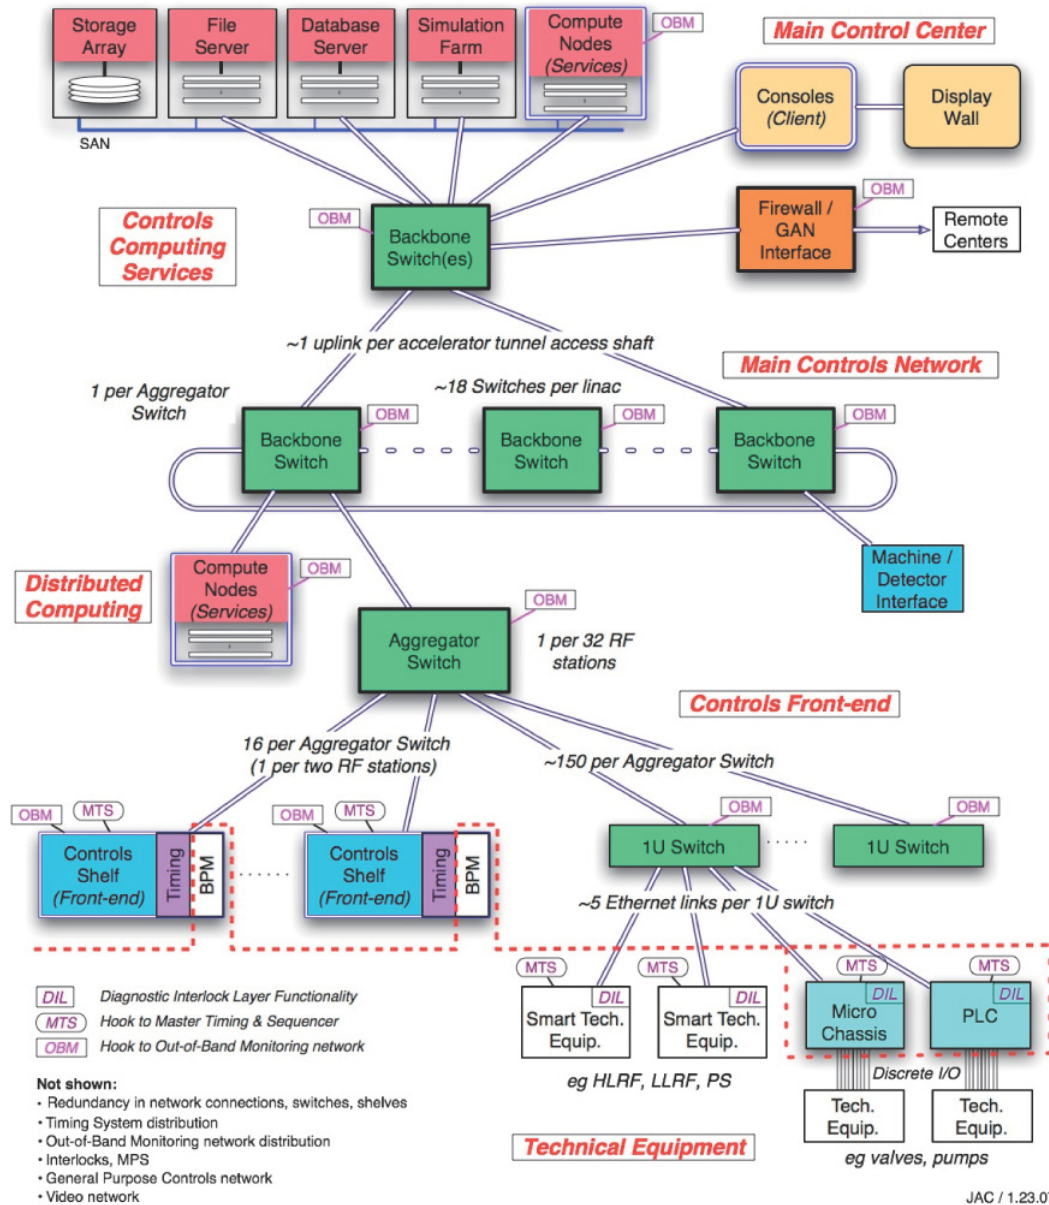 Storage
Array
File
Server
Database
Server
Simulation
Farm
Compute
Nodes
(Services)
OBM
SAN
Main Control Center
Consoles
(Client)
Display
Wall
Controls
Computing
Services
OBM
Backbone
Switch(es)
Firewall /
GAN
Interface
OBM
Remote
Centers
~1 uplink per accelerator tunnel access shaft
Main Controls Network
1 per Aggregator
Switch
~18 Switches per linac
Backbone
Switch
OBM
Backbone
Switch
OBM
Backbone
Switch
OBM
Distributed
Computing
Compute
Nodes
(Services)
OBM
Machine /
Detector
Interface
Aggregator
Switch
OBM
1 per 32 RF
stations
Controls Front-end
16 per Aggregator Switch
(1 per two RF stations)
~150 per Aggregator Switch
OBM
MTS
Controls
Shelf
(Front-end)
Timing
BPM
OBM
MTS
Controls
Shelf
(Front-end)
Timing
BPM
1U Switch
OBM
1U Switch
OBM
~5 Ethernet links per 1U switch
MTS
DIL
Smart Tech.
Equip.
MTS
DIL
Smart Tech.
Equip.
MTS
DIL
Micro
Chassis
MTS
DIL
PLC
eg HLRF, LLRF, PS
Discrete I/O
Tech.
Equip.
Tech.
Equip.
eg valves, pumps
Technical Equipment
DIL Diagnostic Interlock Layer Functionality
MTS Hook to Master Timing & Sequencer
OBM Hook to Out-of-Band Monitoring network
Not shown:
• Redundancy in network connections, switches, shelves
• Timing System distribution
• Out-of-Band Monitoring network distribution
• Interlocks, MPS
• General Purpose Controls network
• Video network
JAC / 1.23.0